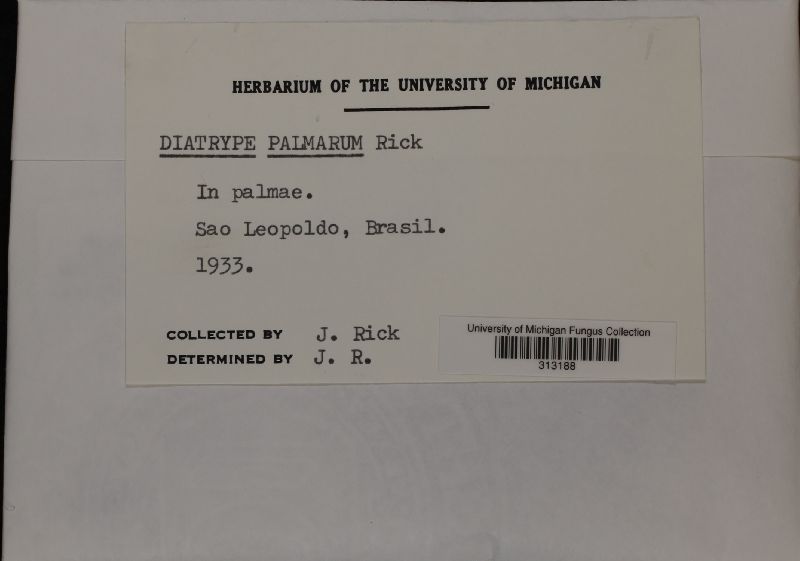 HERBARIUM OF THE UNIVERSITY OF MICHIGAN
DIATRYPE PALMARUM Rick
In palmae.
Sao Leopoldo, Brasil.
1933.
COLLECTED BY J. Rick
DETERMINED BY J. R.
University of Michigan Fungus Collection
313188